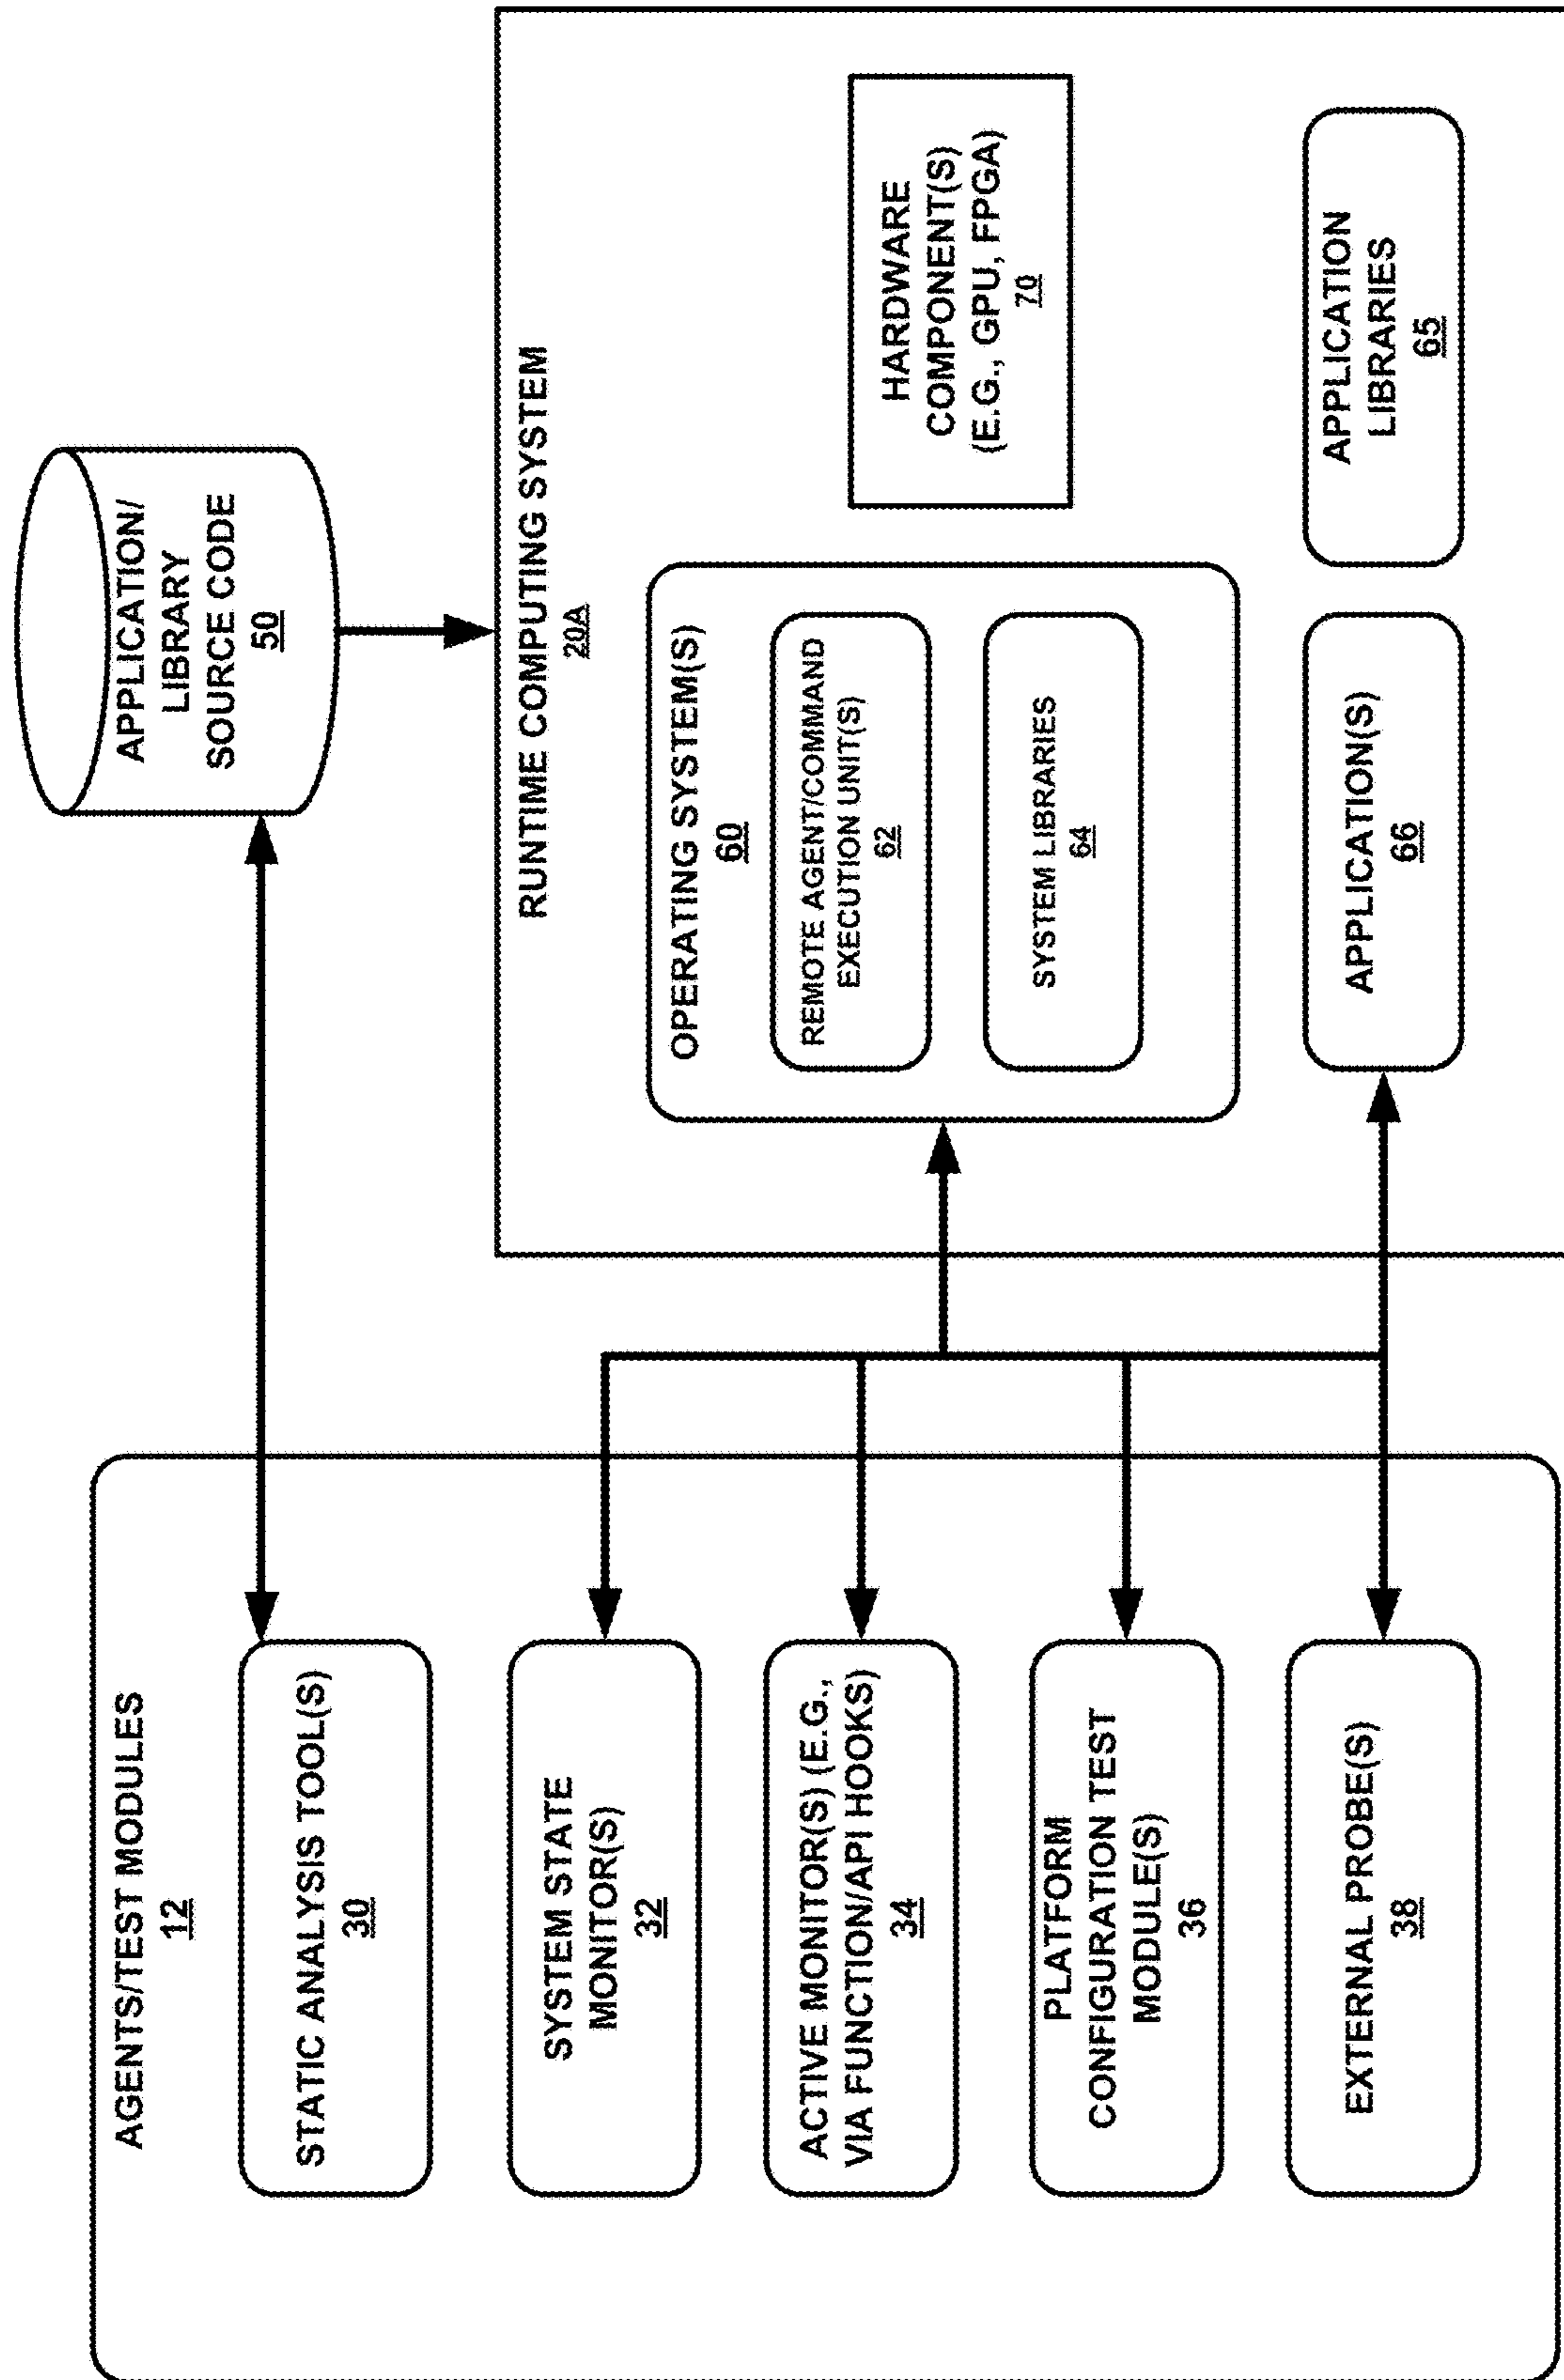 AGENTS/TEST MODULES
12
STATIC ANALYSIS TOOL(S)
30
SYSTEM STATE
MONITOR(S)
32
ACTIVE MONITOR(S) (E.G.,
VIA FUNCTION/API HOOKS)
34
PLATFORM
CONFIGURATION TEST
MODULE(S)
36
EXTERNAL PROBE(S)
38
APPLICATION/
LIBRARY
SOURCE CODE
50
RUNTIME COMPUTING SYSTEM
20A
OPERATING SYSTEM(S)
60
REMOTE AGENT/COMMAND
EXECUTION UNIT(S)
62
SYSTEM LIBRARIES
64
HARDWARE
COMPONENT(S)
(E.G., GPU, FPGA)
70
APPLICATION(S)
66
APPLICATION
LIBRARIES
65